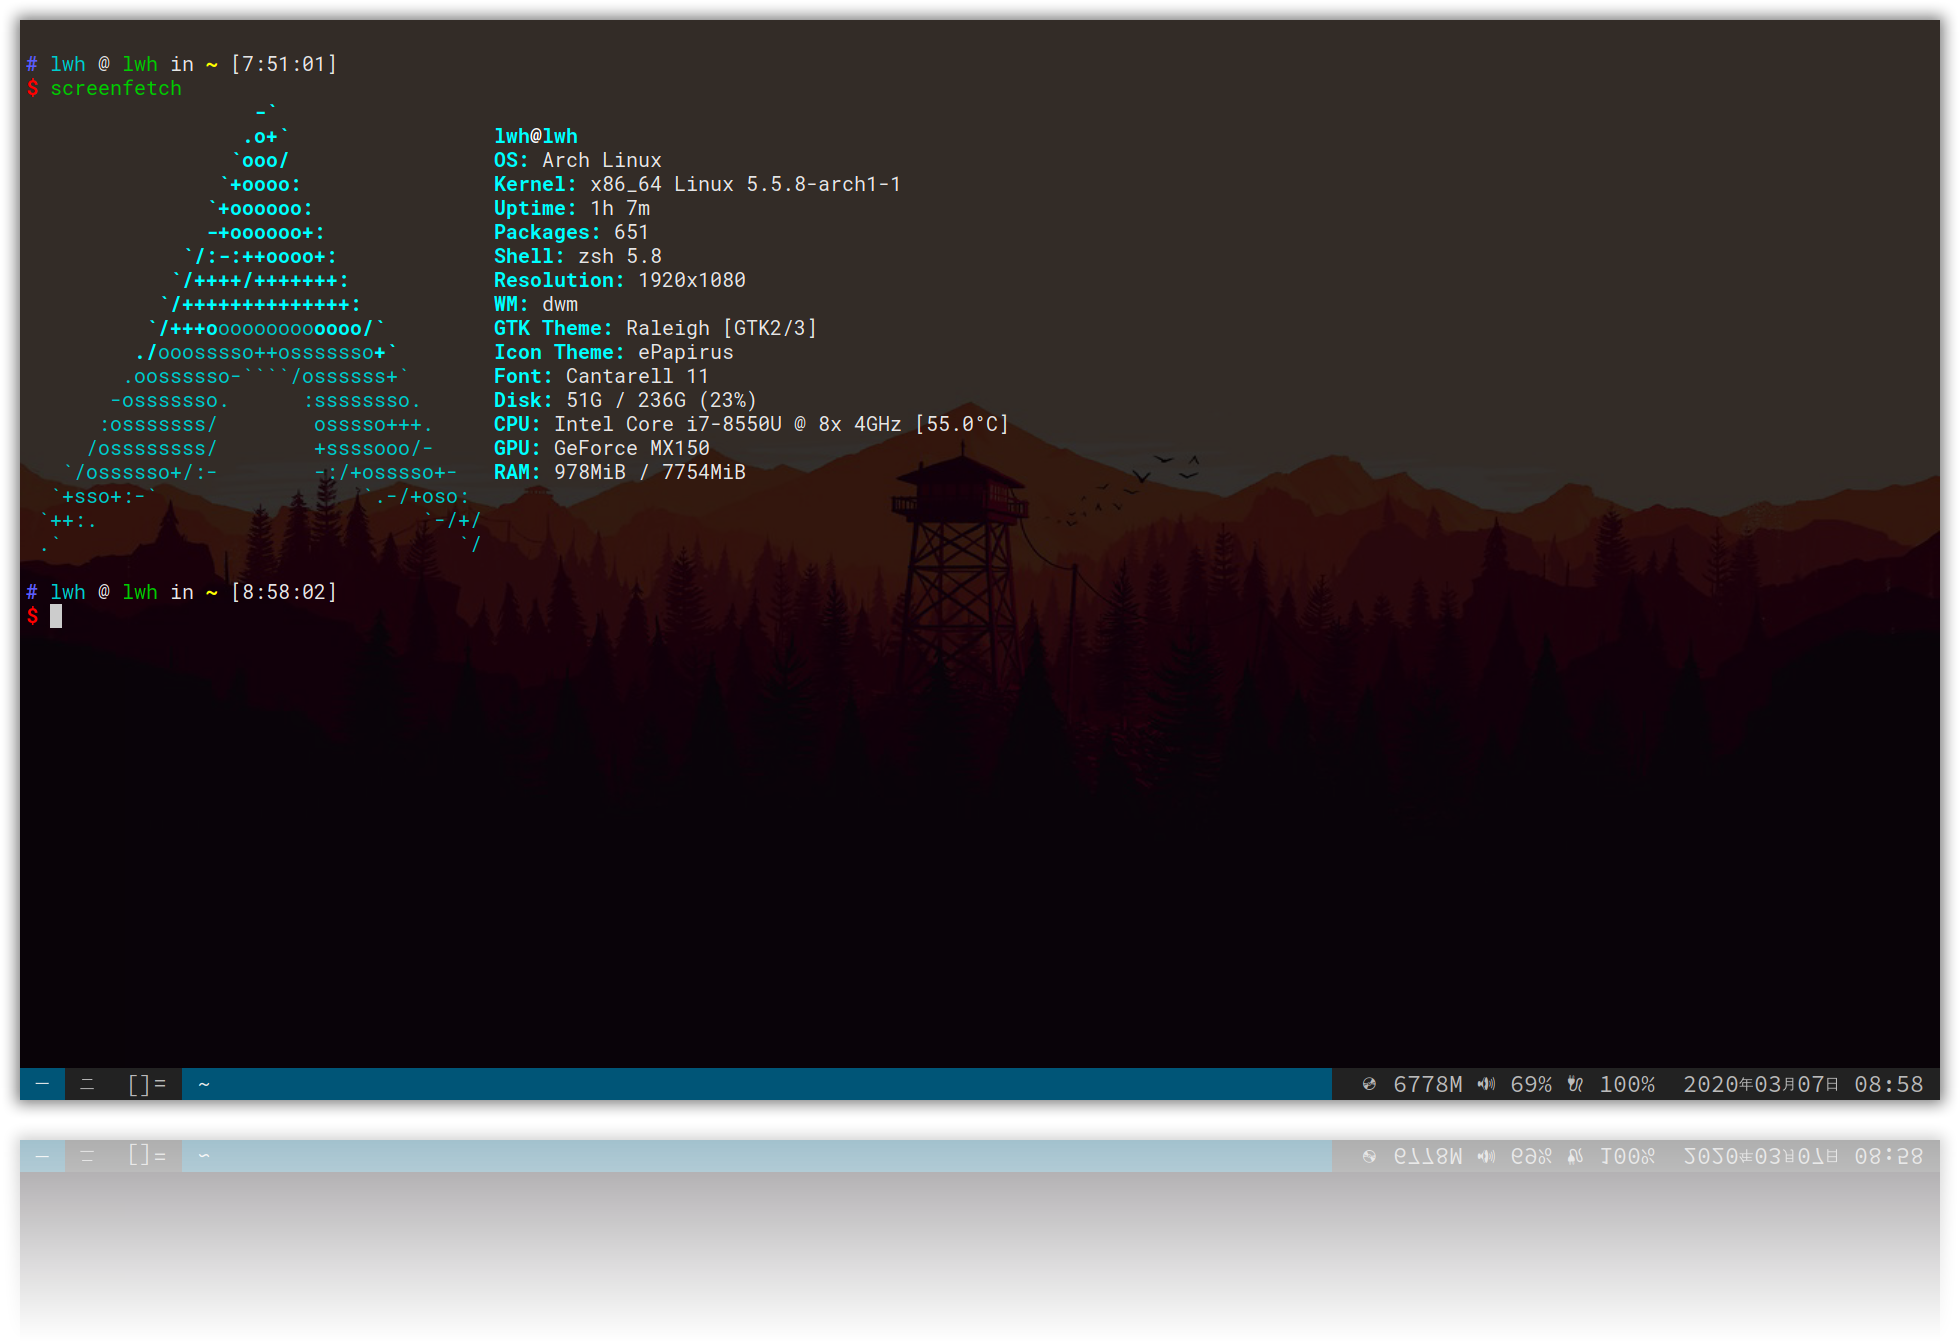 # lwh @ lwh in ~ [7:51:01]
$ screenfetch
-`
.o+` lwh@lwh
`ooo/ OS: Arch Linux
`+oooo: Kernel: x86_64 Linux 5.5.8-arch1-1
`+oooooo: Uptime: 1h 7m
-+oooooo+: Packages: 651
`/:-:++oooo+: Shell: zsh 5.8
`/++++/+++++++: Resolution: 1920x1080
`/++++++++++++++: WM: dwm
`/+++ooooooooooooo/` GTK Theme: Raleigh [GTK2/3]
./ooosssso++osssssso+` Icon Theme: ePapirus
.oossssso-````/ossssss+` Font: Cantarell 11
-osssssso. :ssssssso. Disk: 51G / 236G (23%)
:osssssss/ osssso+++. CPU: Intel Core i7-8550U @ 8x 4GHz [55.0°C]
/ossssssss/ +ssssooo/- GPU: GeForce MX150
`/ossssso+/:- -:/+osssso+- RAM: 978MiB / 7754MiB
`+sso+:-` `.-/+oso:
`++:. `-/+/
.` `/
# lwh @ lwh in ~ [8:58:02]
$
一 二 []= ~ 6778M 69% 100% 2020年03月07日 08:58